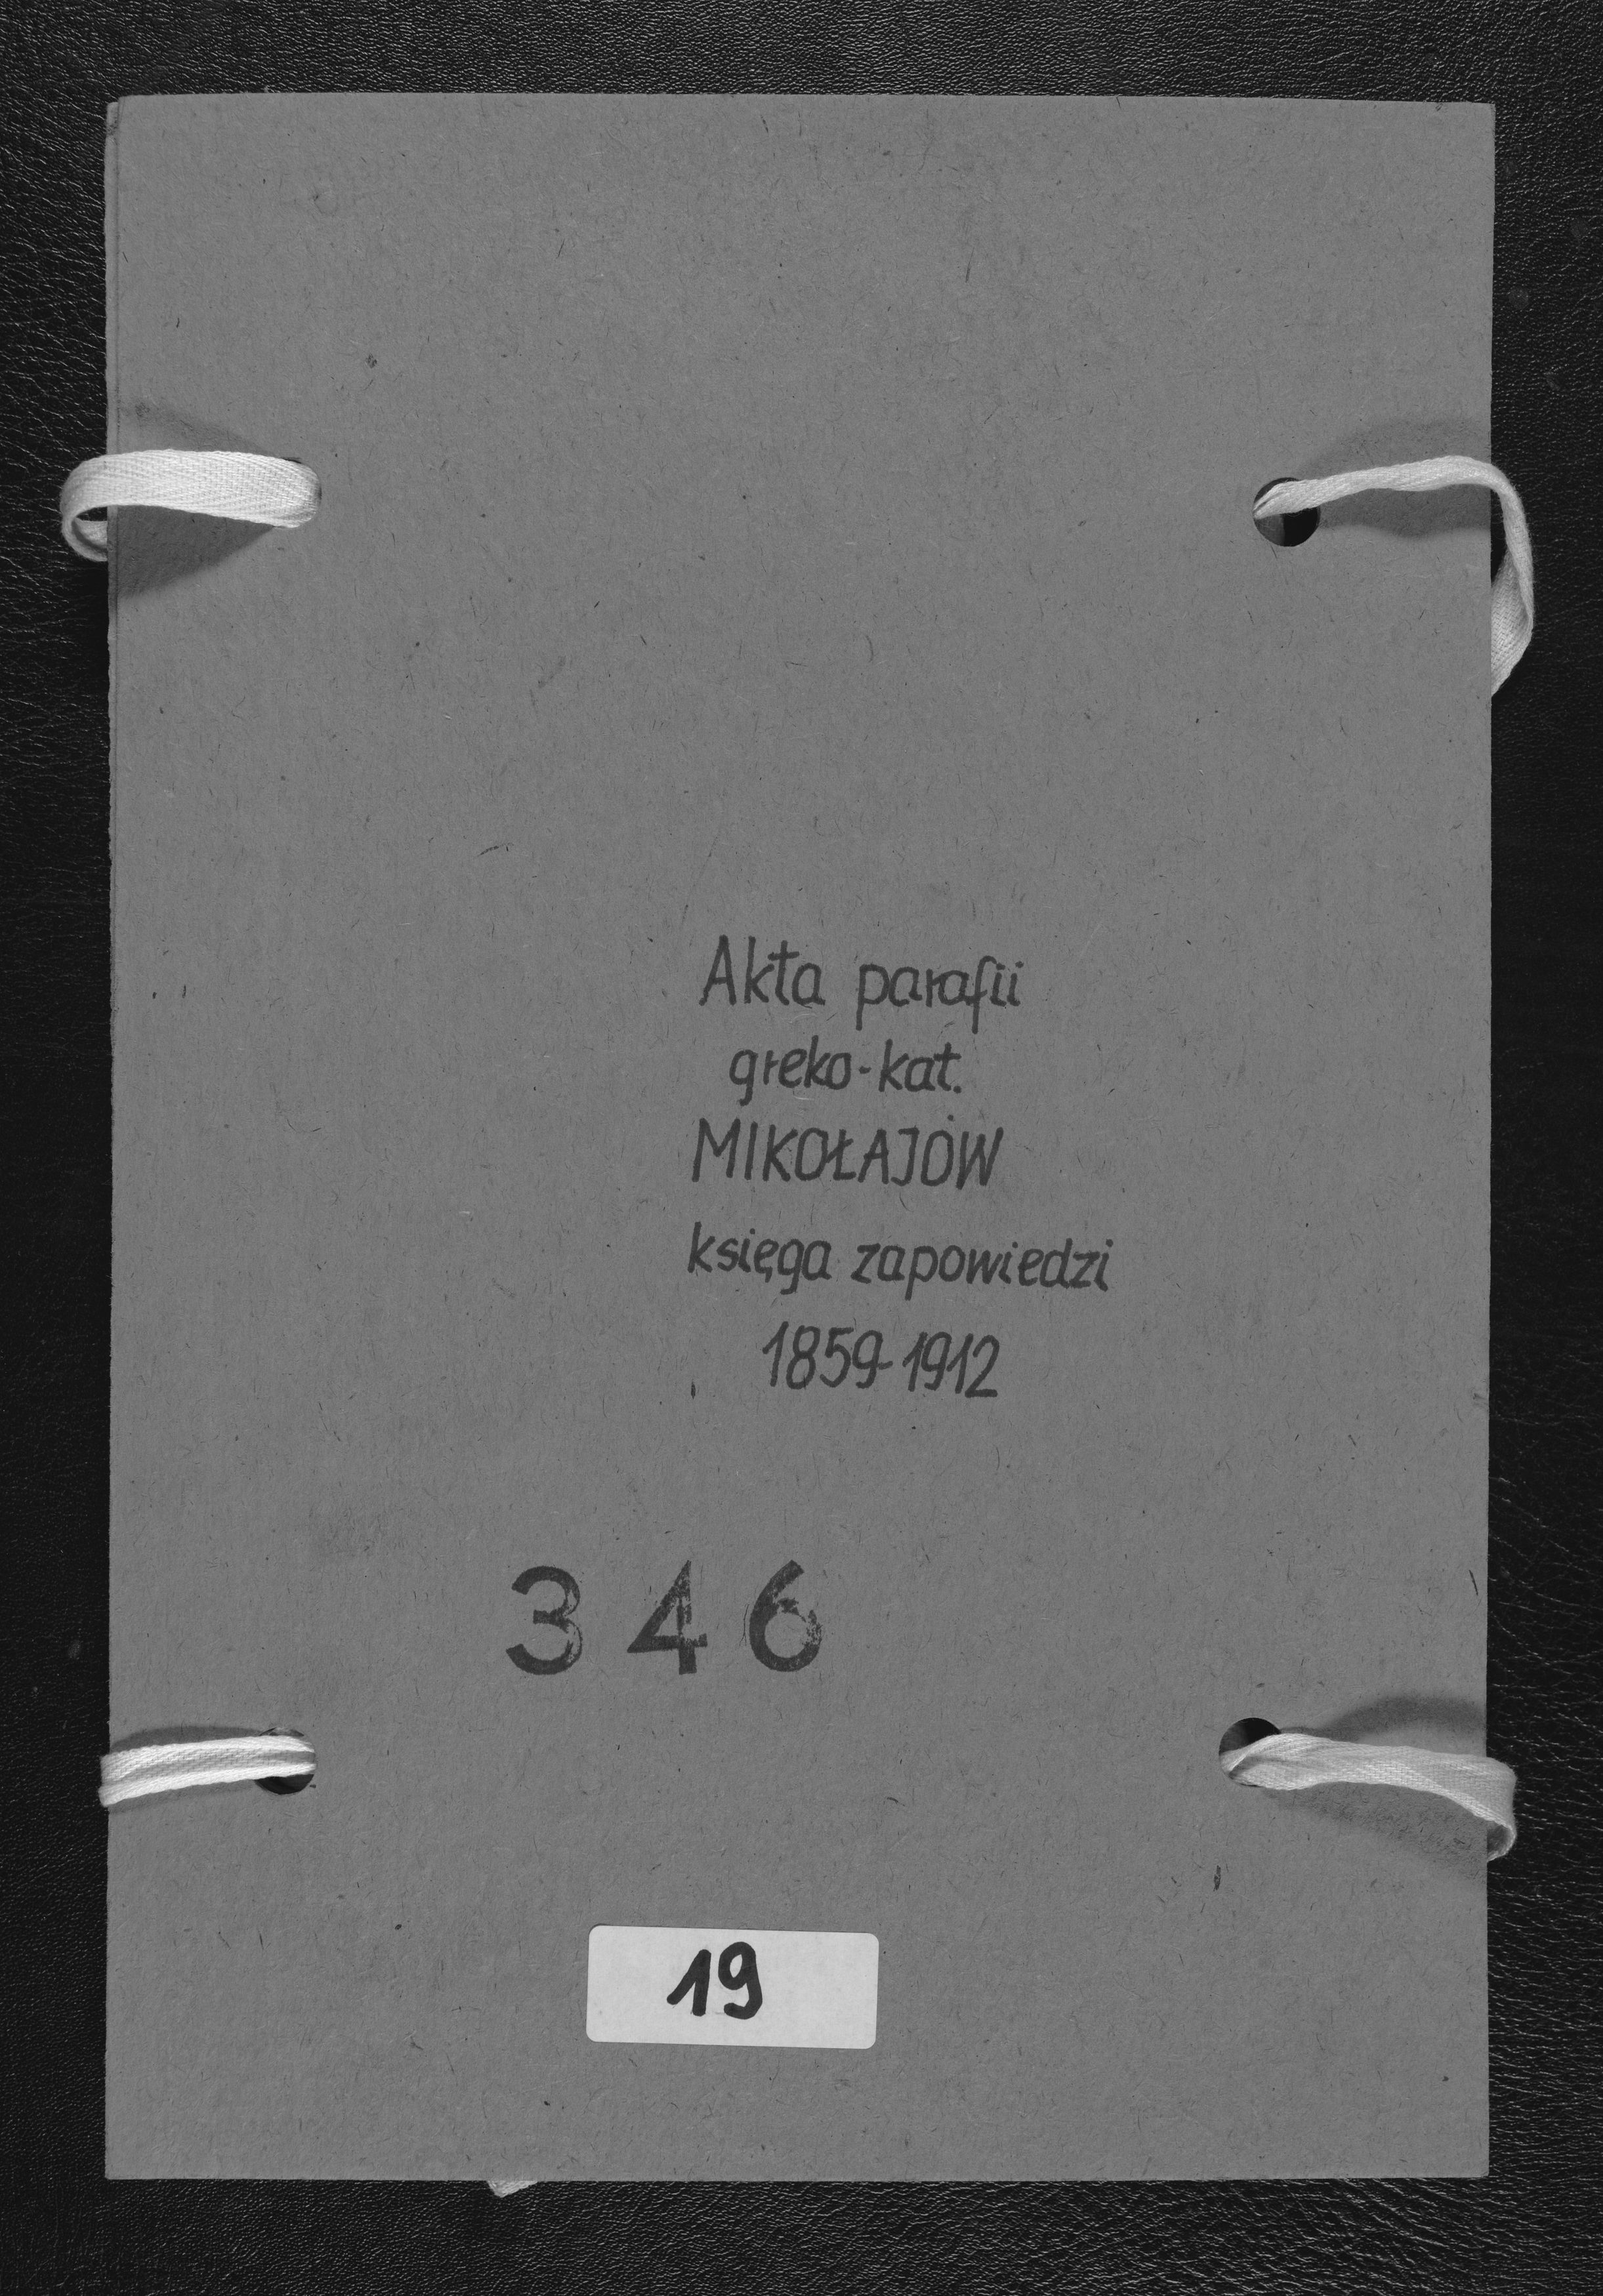 Akta parafii
greko-kat.
MIKOŁAJÓW
księga zapowiedzi
1859-1912
346
19